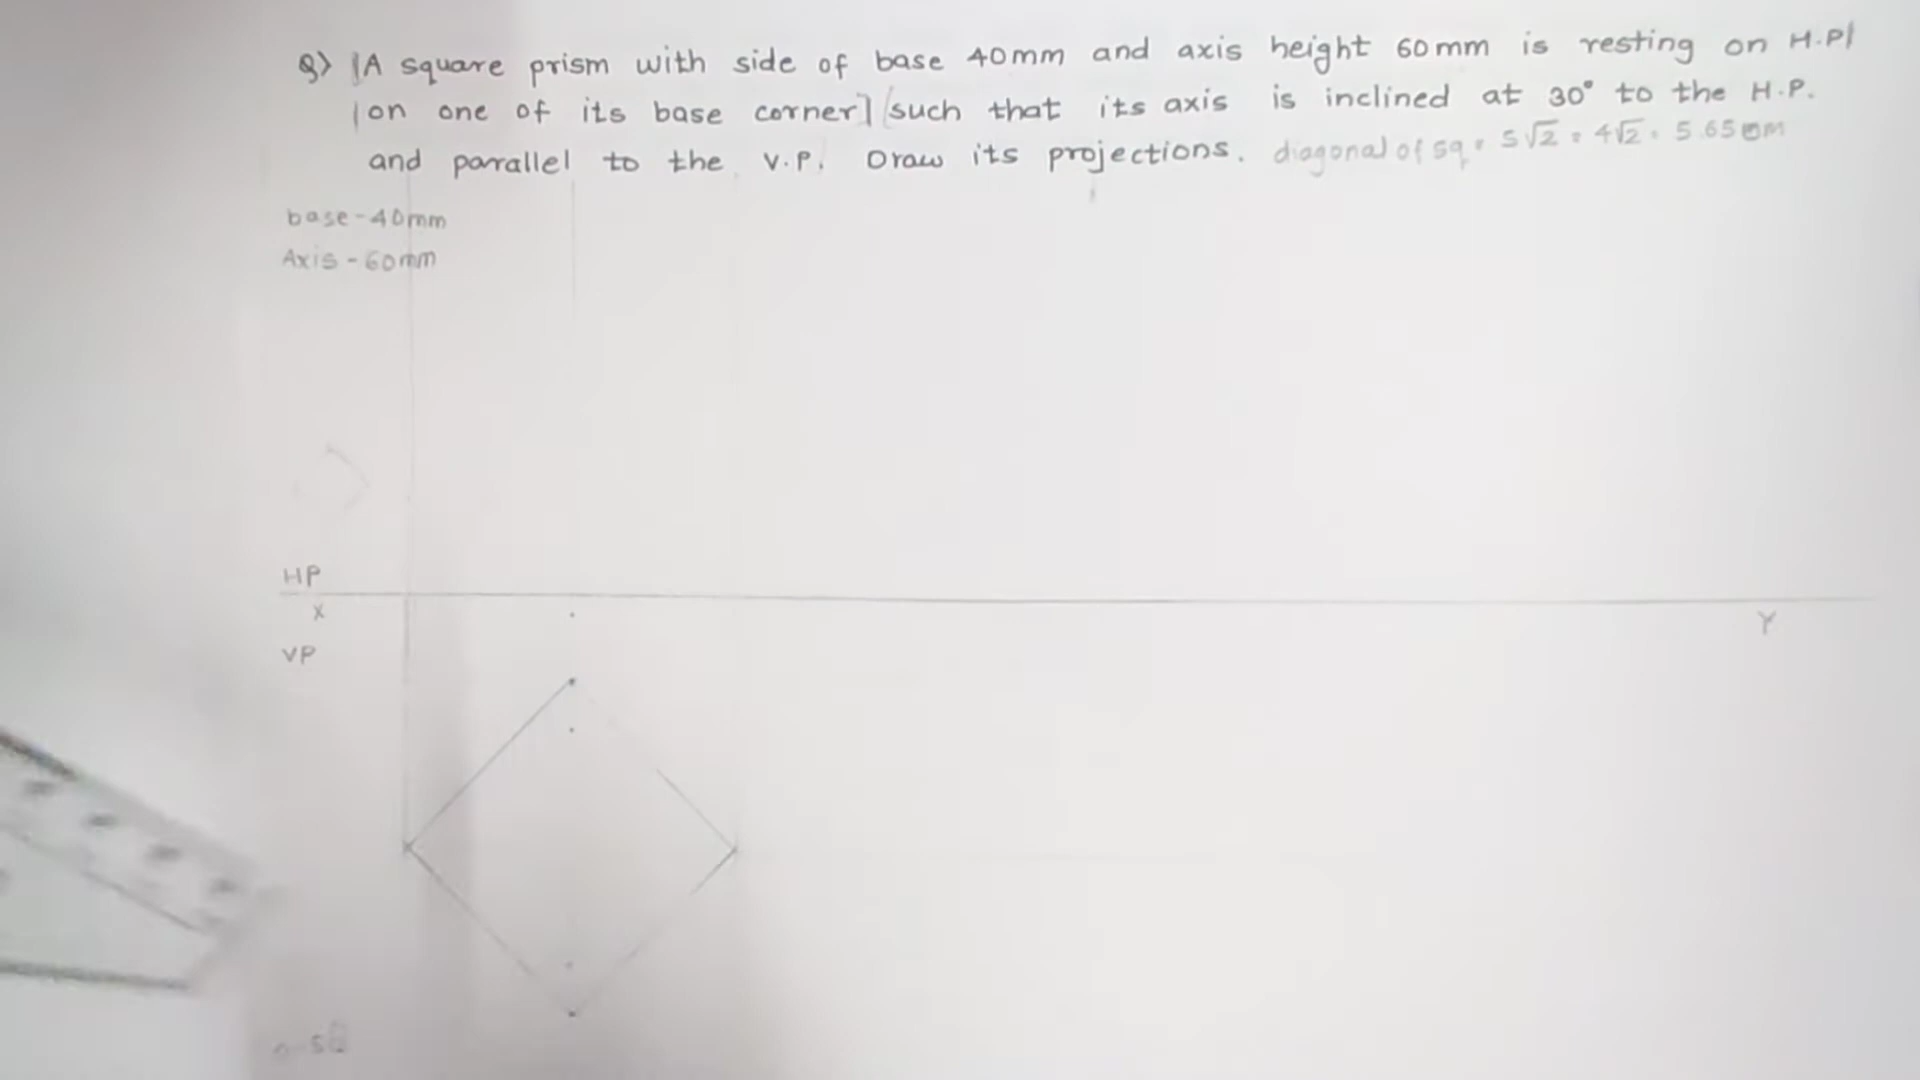 Q) A square prism with side of base 40mm and axis height 60mm is resting on H.P
on one of its base corner] such that its axis is inclined at 30° to the H.P.
and parrallel to the V.P. Draw its projections. diagonal of sq = S√2 = 4√2 = 5.65 cm
base - 40mm
Axis - 60mm
HP
X
Y
VP